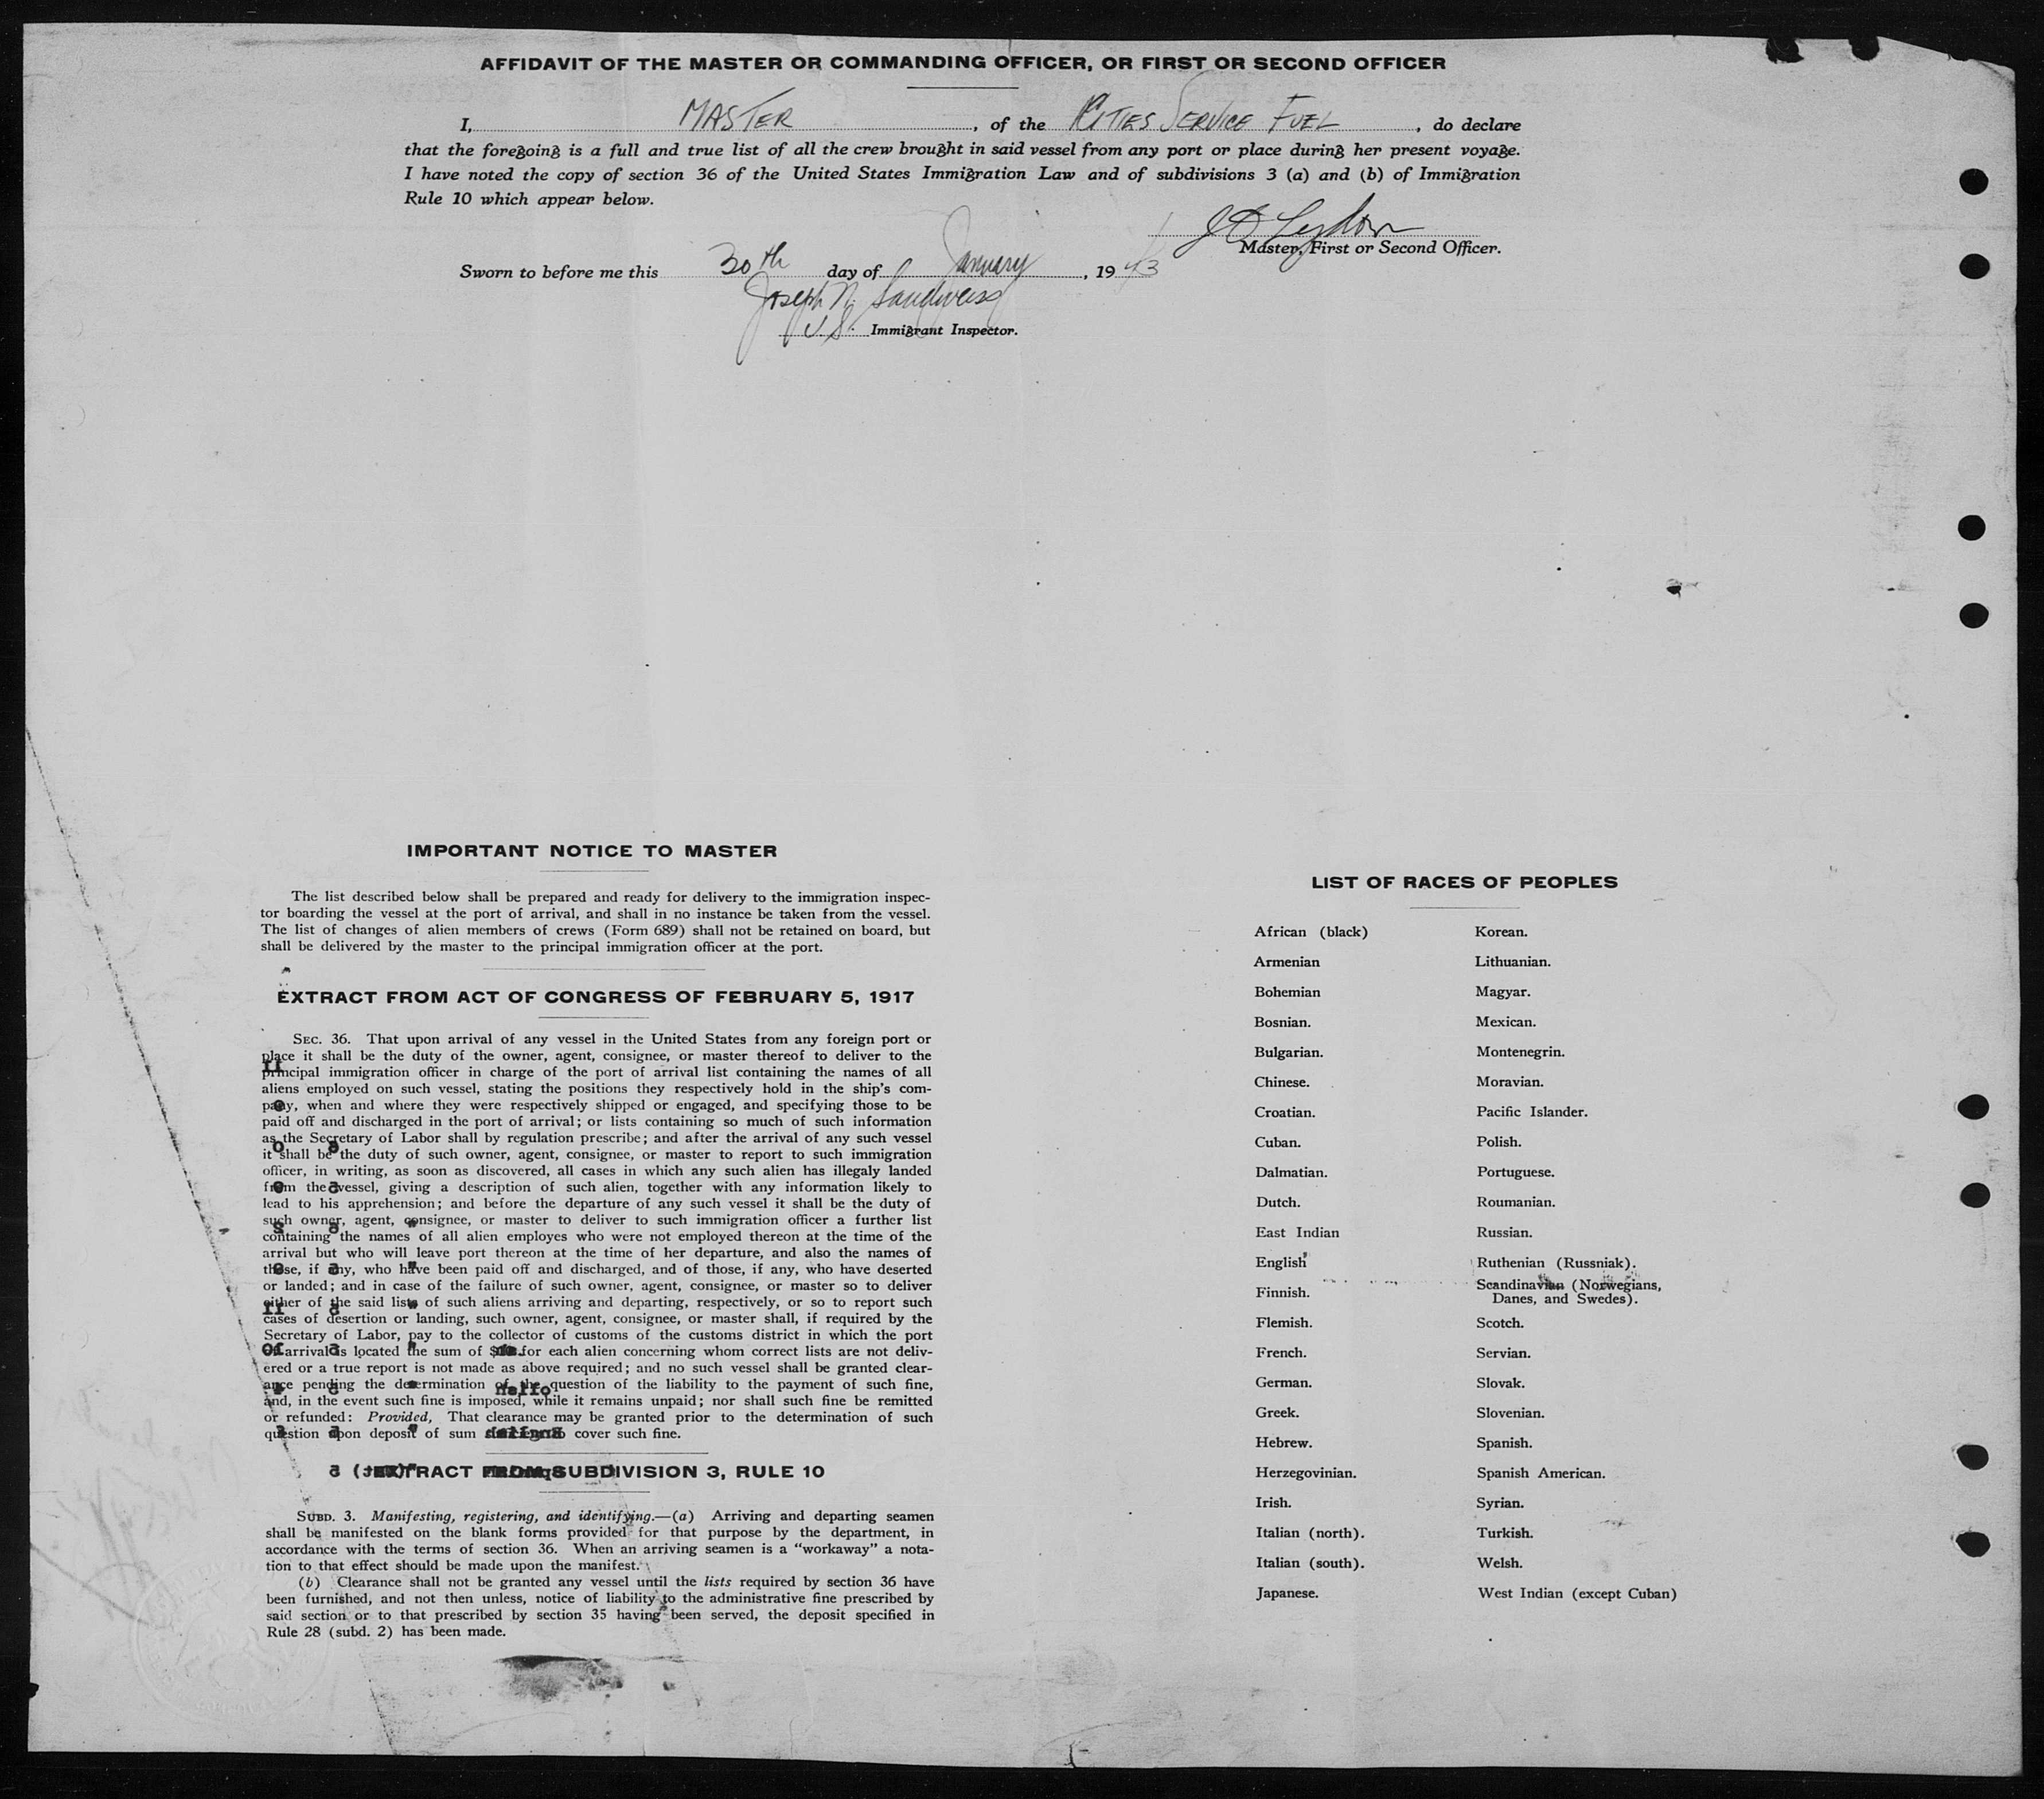 AFFIDAVIT OF THE MASTER OR COMMANDING OFFICER, OR FIRST OR SECOND OFFICER
I, MASTER, of the CITIES SERVICE FUEL, do declare
that the foregoing is a full and true list of all the crew brought in said vessel from any port or place during her present voyage.
I have noted the copy of section 36 of the United States Immigration Law and of subdivisions 3 (a) and (b) of Immigration
Rule 10 which appear below.
Master, First or Second Officer.
Sworn to before me this 30th day of January, 1943
Joseph N. Sandweiss
U.S. Immigrant Inspector.
IMPORTANT NOTICE TO MASTER
The list described below shall be prepared and ready for delivery to the immigration inspec-
tor boarding the vessel at the port of arrival, and shall in no instance be taken from the vessel.
The list of changes of alien members of crews (Form 689) shall not be retained on board, but
shall be delivered by the master to the principal immigration officer at the port.
EXTRACT FROM ACT OF CONGRESS OF FEBRUARY 5, 1917
SEC. 36. That upon arrival of any vessel in the United States from any foreign port or
place it shall be the duty of the owner, agent, consignee, or master thereof to deliver to the
principal immigration officer in charge of the port of arrival list containing the names of all
aliens employed on such vessel, stating the positions they respectively hold in the ship's com-
pany, when and where they were respectively shipped or engaged, and specifying those to be
paid off and discharged in the port of arrival; or lists containing so much of such information
as the Secretary of Labor shall by regulation prescribe; and after the arrival of any such vessel
it shall be the duty of such owner, agent, consignee, or master to report to such immigration
officer, in writing, as soon as discovered, all cases in which any such alien has illegaly landed
from the vessel, giving a description of such alien, together with any information likely to
lead to his apprehension; and before the departure of any such vessel it shall be the duty of
such owner, agent, consignee, or master to deliver to such immigration officer a further list
containing the names of all alien employes who were not employed thereon at the time of the
arrival but who will leave port thereon at the time of her departure, and also the names of
those, if any, who have been paid off and discharged, and of those, if any, who have deserted
or landed; and in case of the failure of such owner, agent, consignee, or master so to deliver
either of the said lists of such aliens arriving and departing, respectively, or so to report such
cases of desertion or landing, such owner, agent, consignee, or master shall, if required by the
Secretary of Labor, pay to the collector of customs of the customs district in which the port
of arrival is located the sum of for each alien concerning whom correct lists are not deliv-
ered or a true report is not made as above required; and no such vessel shall be granted clear-
ance pending the determination of the question of the liability to the payment of such fine,
and, in the event such fine is imposed, while it remains unpaid; nor shall such fine be remitted
or refunded: Provided, That clearance may be granted prior to the determination of such
question upon deposit of sum sufficient to cover such fine.
EXTRACT FROM SUBDIVISION 3, RULE 10
SUBD. 3. Manifesting, registering, and identifying.—(a) Arriving and departing seamen
shall be manifested on the blank forms provided for that purpose by the department, in
accordance with the terms of section 36. When an arriving seamen is a "workaway" a nota-
tion to that effect should be made upon the manifest.
(b) Clearance shall not be granted any vessel until the lists required by section 36 have
been furnished, and not then unless, notice of liability to the administrative fine prescribed by
said section or to that prescribed by section 35 having been served, the deposit specified in
Rule 28 (subd. 2) has been made.
LIST OF RACES OF PEOPLES
African (black) Korean.
Armenian Lithuanian.
Bohemian Magyar.
Bosnian. Mexican.
Bulgarian. Montenegrin.
Chinese. Moravian.
Croatian. Pacific Islander.
Cuban. Polish.
Dalmatian. Portuguese.
Dutch. Roumanian.
East Indian Russian.
English Ruthenian (Russniak).
Finnish. Scandinavian (Norwegians,
Danes, and Swedes).
Flemish. Scotch.
French. Servian.
German. Slovak.
Greek. Slovenian.
Hebrew. Spanish.
Herzegovinian. Spanish American.
Irish. Syrian.
Italian (north). Turkish.
Italian (south). Welsh.
Japanese. West Indian (except Cuban)